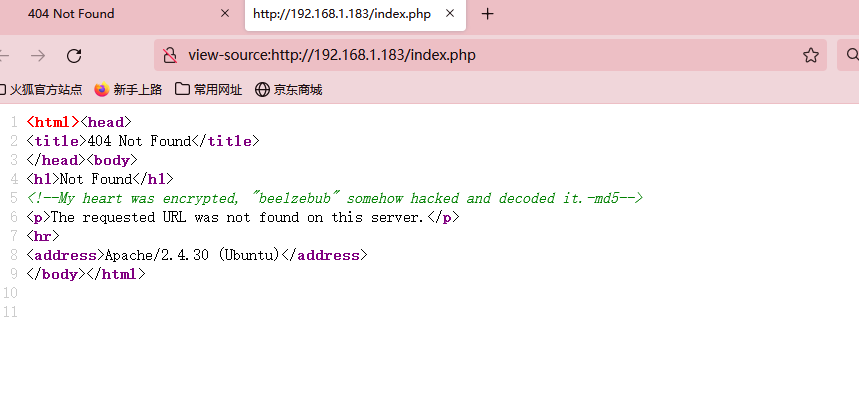 404 Not Found
http://192.168.1.183/index.php
view-source:http://192.168.1.183/index.php
火狐官方站点 新手上路 常用网址 京东商城
1 <html><head>
2 <title>404 Not Found</title>
3 </head><body>
4 <h1>Not Found</h1>
5 <!--My heart was encrypted, "beelzebub" somehow hacked and decoded it.-md5-->
6 <p>The requested URL was not found on this server.</p>
7 <hr>
8 <address>Apache/2.4.30 (Ubuntu)</address>
9 </body></html>
10
11